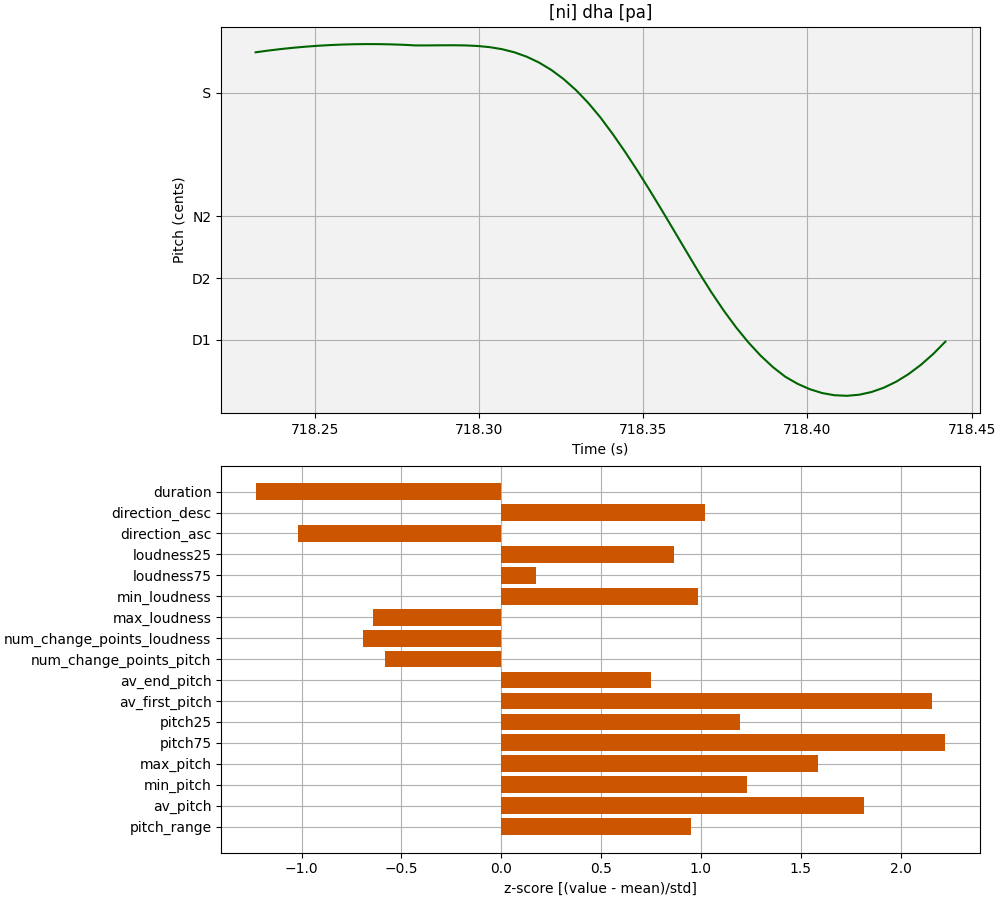 [ni] dha [pa]
S
N2
D2
D1
Pitch (cents)
718.25 718.30 718.35 718.40 718.45
Time (s)
duration
direction_desc
direction_asc
loudness25
loudness75
min_loudness
max_loudness
num_change_points_loudness
num_change_points_pitch
av_end_pitch
av_first_pitch
pitch25
pitch75
max_pitch
min_pitch
av_pitch
pitch_range
−1.0 −0.5 0.0 0.5 1.0 1.5 2.0
z-score [(value - mean)/std]